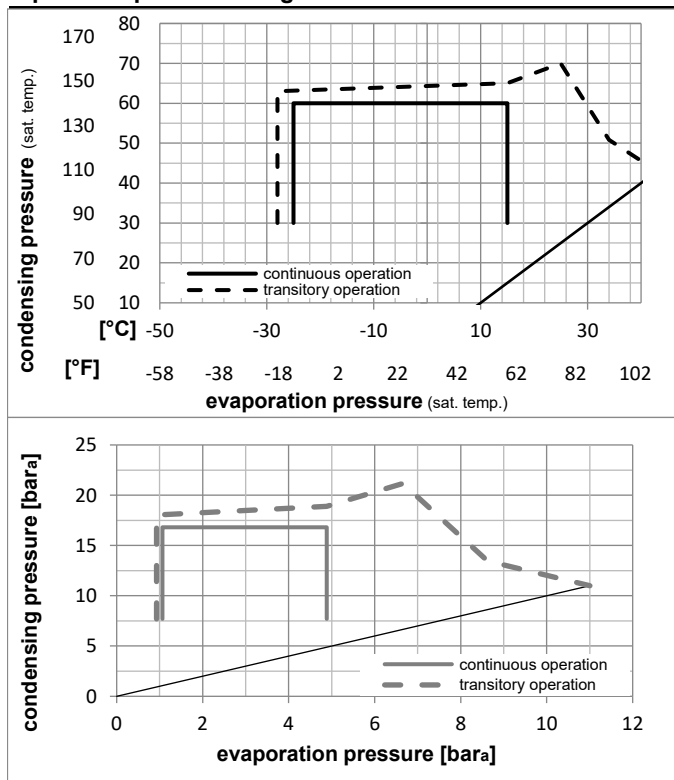 170
150
130
110
90
70
50
80
70
60
50
40
30
20
10
condensing pressure (sat. temp.)
continuous operation
transitory operation
[°C] -50 -30 -10 10 30
[°F] -58 -38 -18 2 22 42 62 82 102
evaporation pressure (sat. temp.)
25
20
15
10
5
0
condensing pressure [bara]
continuous operation
transitory operation
0 2 4 6 8 10 12
evaporation pressure [bara]